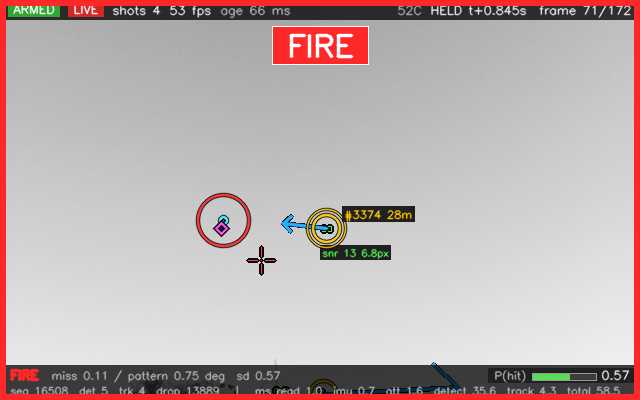 ARMED LIVE shots 4 53 fps age 66 ms 52C HELD t+0.845s frame 71/172
FIRE
#3374 28m
snr 13 6.8px
FIRE miss 0.11 / pattern 0.75 deg sd 0.57 P(hit) 0.57
seq 16508 det 5 trk 4 drop 13889 | ms read 1.0 imu 0.7 att 1.6 detect 35.6 track 4.3 total 58.5